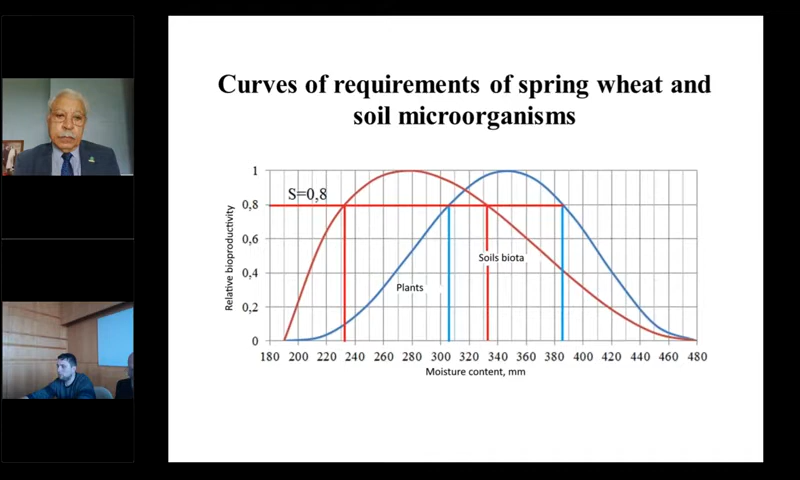 Curves of requirements of spring wheat and
soil microorganisms
S=0,8
Relative bioproductivity
1
0,8
0,6
0,4
0,2
0
Soils biota
Plants
180 200 220 240 260 280 300 320 340 360 380 400 420 440 460 480
Moisture content, mm